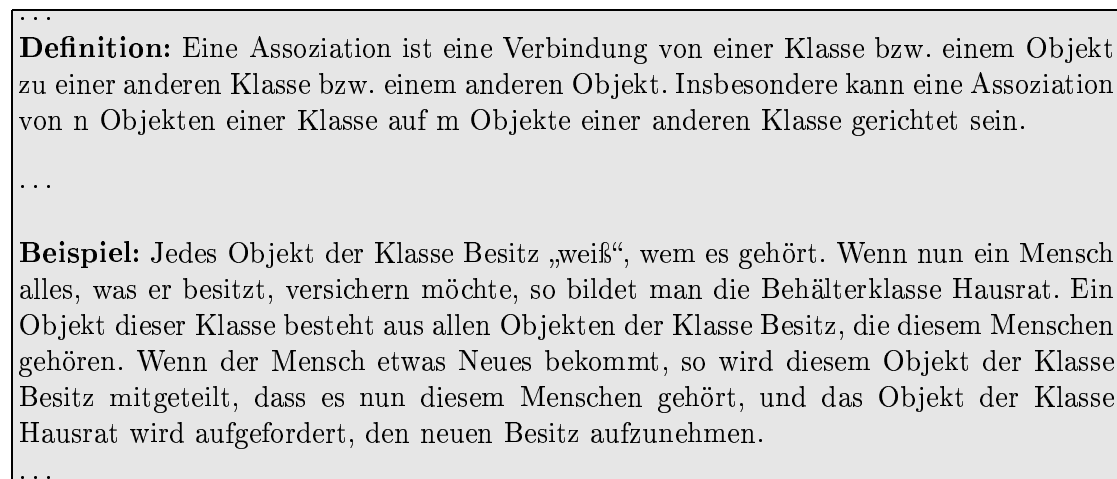 . . .
Definition: Eine Assoziation ist eine Verbindung von einer Klasse bzw. einem Objekt
zu einer anderen Klasse bzw. einem anderen Objekt. Insbesondere kann eine Assoziation
von n Objekten einer Klasse auf m Objekte einer anderen Klasse gerichtet sein.
. . .
Beispiel: Jedes Objekt der Klasse Besitz „weiß“, wem es gehört. Wenn nun ein Mensch
alles, was er besitzt, versichern möchte, so bildet man die Behälterklasse Hausrat. Ein
Objekt dieser Klasse besteht aus allen Objekten der Klasse Besitz, die diesem Menschen
gehören. Wenn der Mensch etwas Neues bekommt, so wird diesem Objekt der Klasse
Besitz mitgeteilt, dass es nun diesem Menschen gehört, und das Objekt der Klasse
Hausrat wird aufgefordert, den neuen Besitz aufzunehmen.
. . .